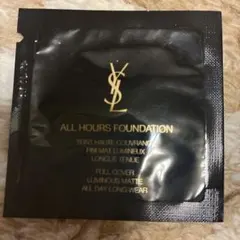 YSL
ALL HOURS FOUNDATION
TEINT HAUTE COUVRANCE
FINI MAT LUMINEUX
LONGUE TENUE
FULL COVER
LUMINOUS MATTE
ALL DAY LONG WEAR